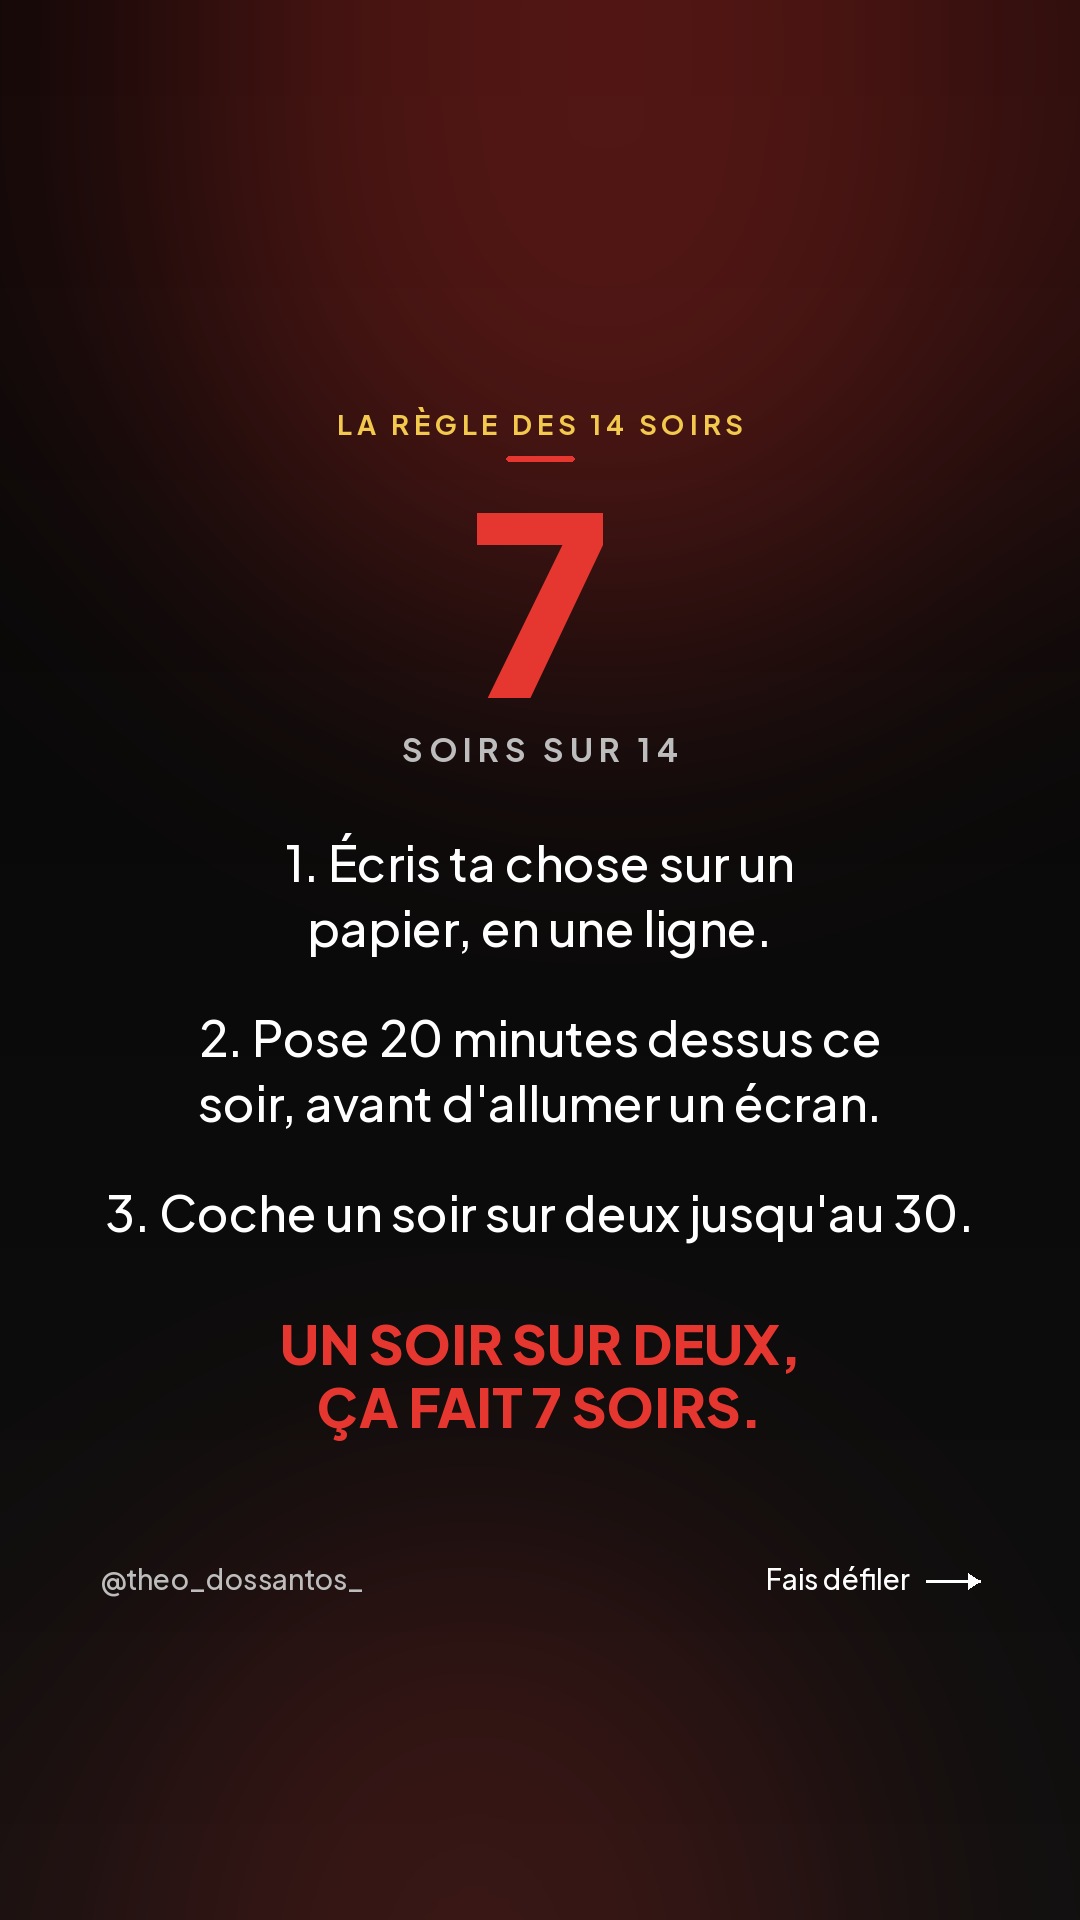 LA RÈGLE DES 14 SOIRS
7
SOIRS SUR 14
1. Écris ta chose sur un
papier, en une ligne.
2. Pose 20 minutes dessus ce
soir, avant d'allumer un écran.
3. Coche un soir sur deux jusqu'au 30.
UN SOIR SUR DEUX,
ÇA FAIT 7 SOIRS.
@theo_dossantos_
Fais défiler